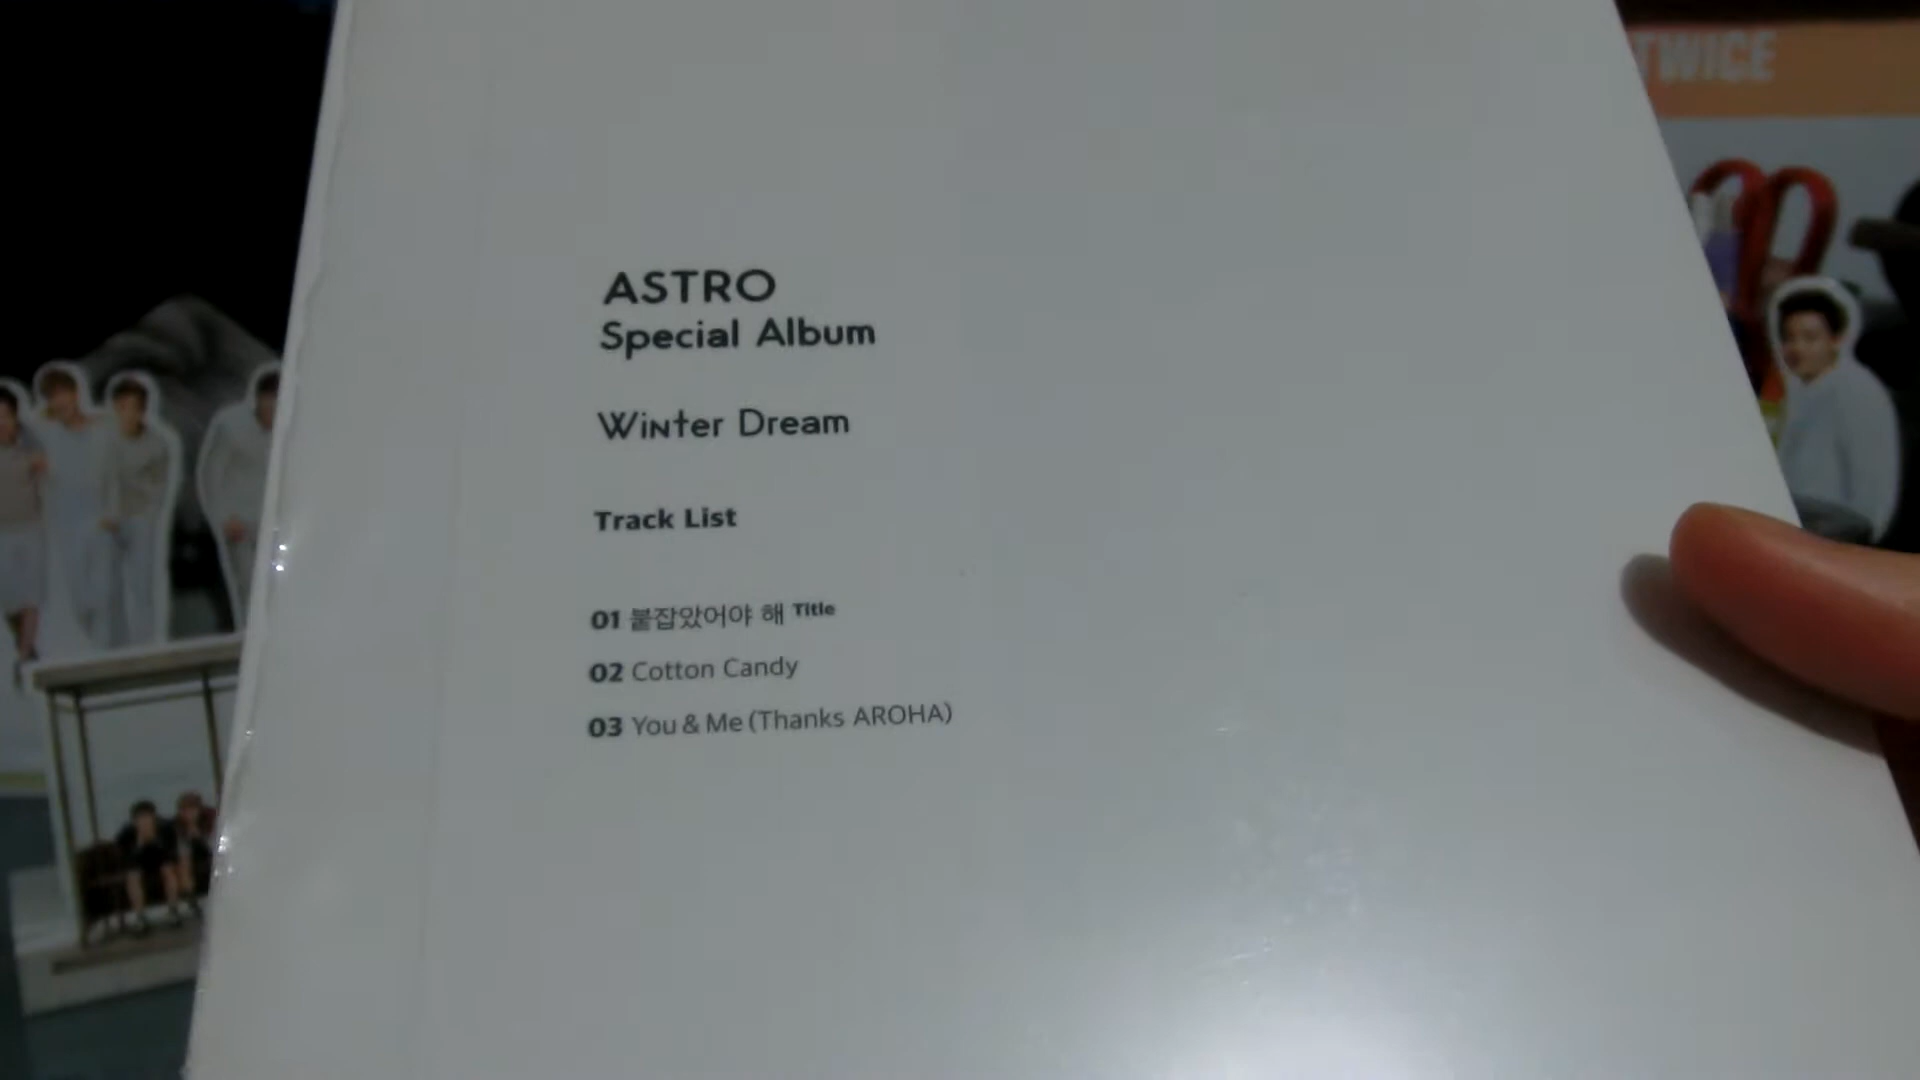 TWICE
ASTRO
Special Album
Winter Dream
Track List
01 붙잡았어야 해 Title
02 Cotton Candy
03 You & Me (Thanks AROHA)